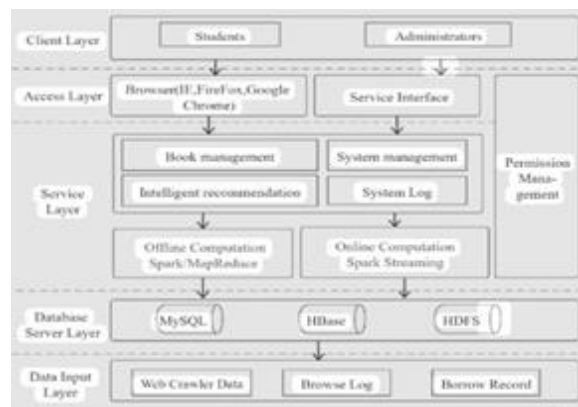 Client Layer
Students
Administrators
Access Layer
Browser(IE,FireFox,Google
Chrome)
Service Interface
Service
Layer
Book management
System management
Intelligent recommendation
System Log
Permission
Mana-
gement
Offline Computation
Spark/MapReduce
Online Computation
Spark Streaming
Database
Server Layer
MySQL
HBase
HDFS
Data Input
Layer
Web Crawler Data
Browse Log
Borrow Record